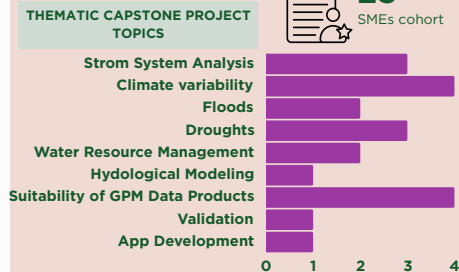 THEMATIC CAPSTONE PROJECT
TOPICS
SMEs cohort
Strom System Analysis
Climate variability
Floods
Droughts
Water Resource Management
Hydological Modeling
Suitability of GPM Data Products
Validation
App Development
0 1 2 3 4